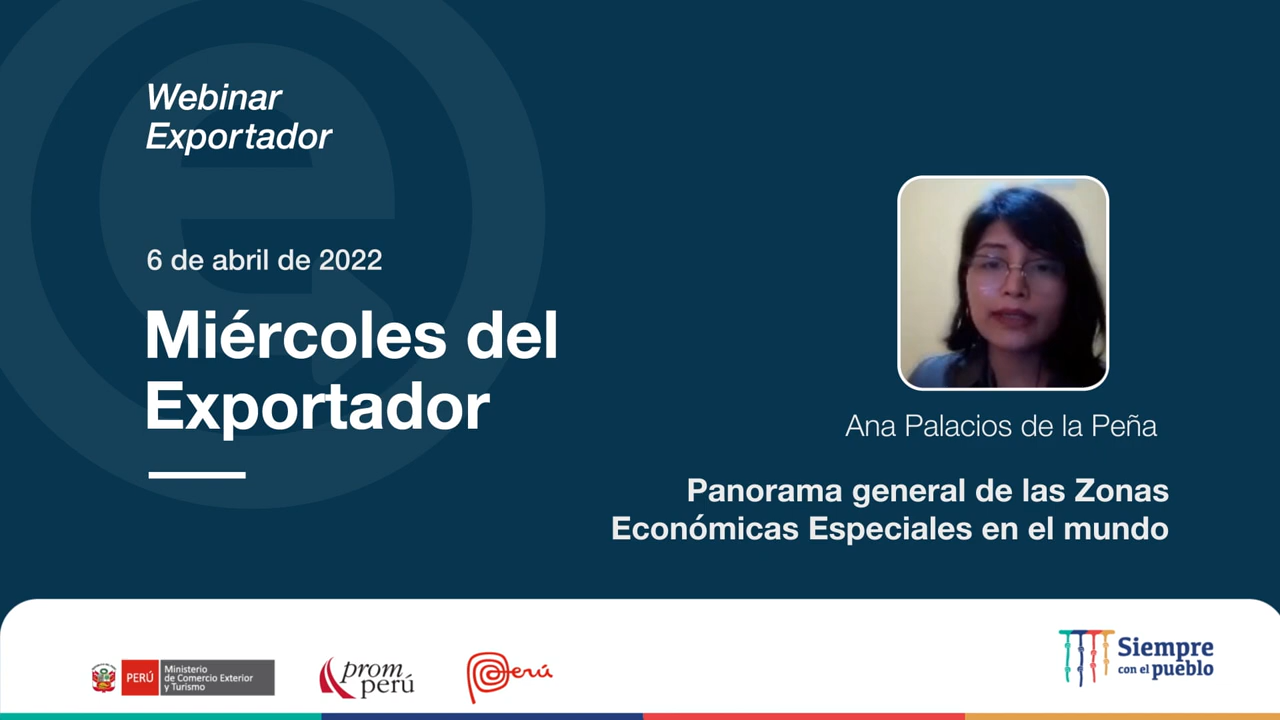 Webinar
Exportador
6 de abril de 2022
Miércoles del
Exportador
Ana Palacios de la Peña
Panorama general de las Zonas
Económicas Especiales en el mundo
PERÚ
Ministerio
de Comercio Exterior
y Turismo
prom
perú
Perú
Siempre
con el pueblo